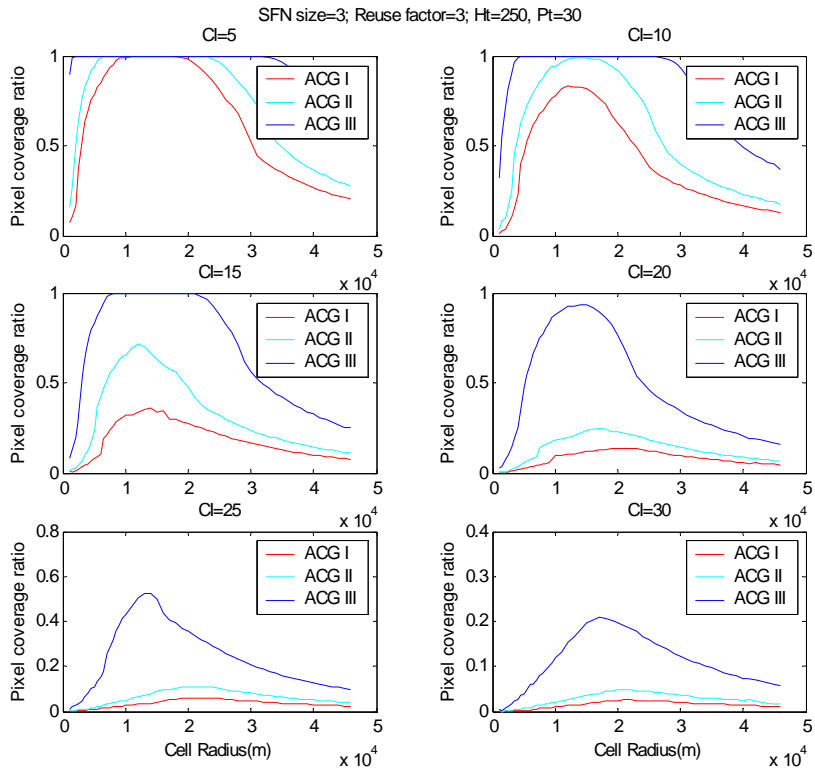 SFN size=3; Reuse factor=3; Ht=250, Pt=30
CI=5
Pixel coverage ratio
1
0.5
0
0 1 2 3 4 5
x 10^4
ACG I
ACG II
ACG III
CI=10
Pixel coverage ratio
1
0.5
0
0 1 2 3 4 5
x 10^4
ACG I
ACG II
ACG III
CI=15
Pixel coverage ratio
1
0.5
0
0 1 2 3 4 5
x 10^4
ACG I
ACG II
ACG III
CI=20
Pixel coverage ratio
1
0.5
0
0 1 2 3 4 5
x 10^4
ACG I
ACG II
ACG III
CI=25
Pixel coverage ratio
0.8
0.6
0.4
0.2
0
0 1 2 3 4 5
Cell Radius(m)
x 10^4
ACG I
ACG II
ACG III
CI=30
Pixel coverage ratio
0.4
0.3
0.2
0.1
0
0 1 2 3 4 5
Cell Radius(m)
x 10^4
ACG I
ACG II
ACG III